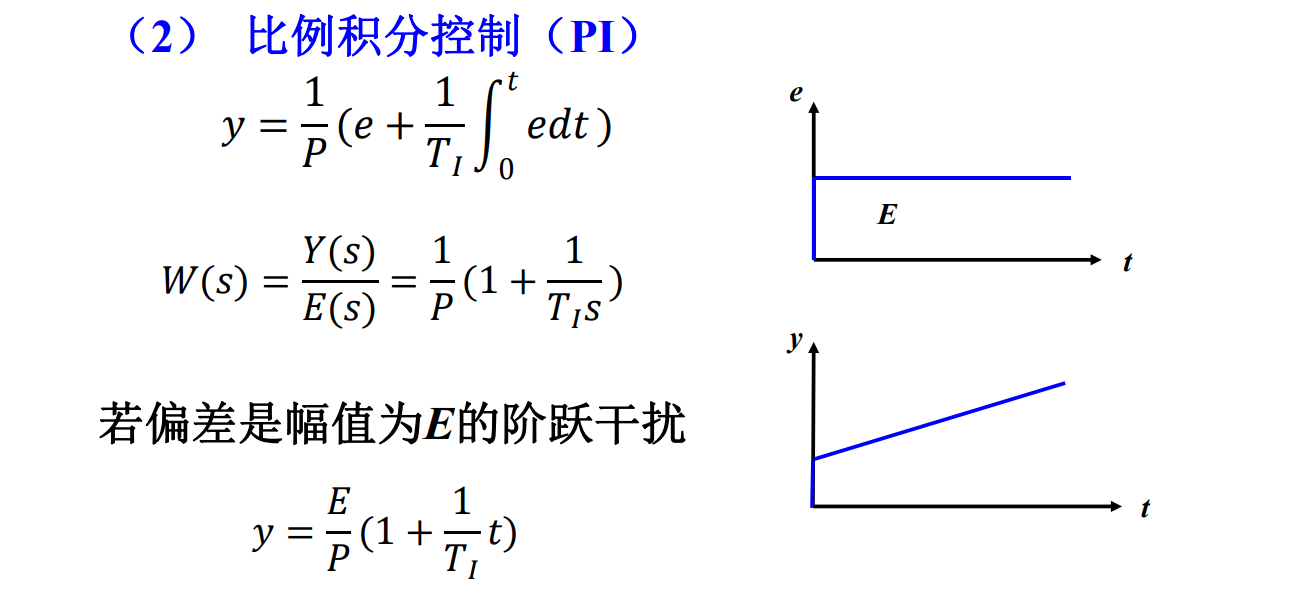 （2） 比例积分控制（PI）
y = \frac{1}{P}(e + \frac{1}{T_I}\int_0^t edt)
W(s) = \frac{Y(s)}{E(s)} = \frac{1}{P}(1 + \frac{1}{T_I s})
若偏差是幅值为E的阶跃干扰
y = \frac{E}{P}(1 + \frac{1}{T_I}t)
e
E
t
y
t